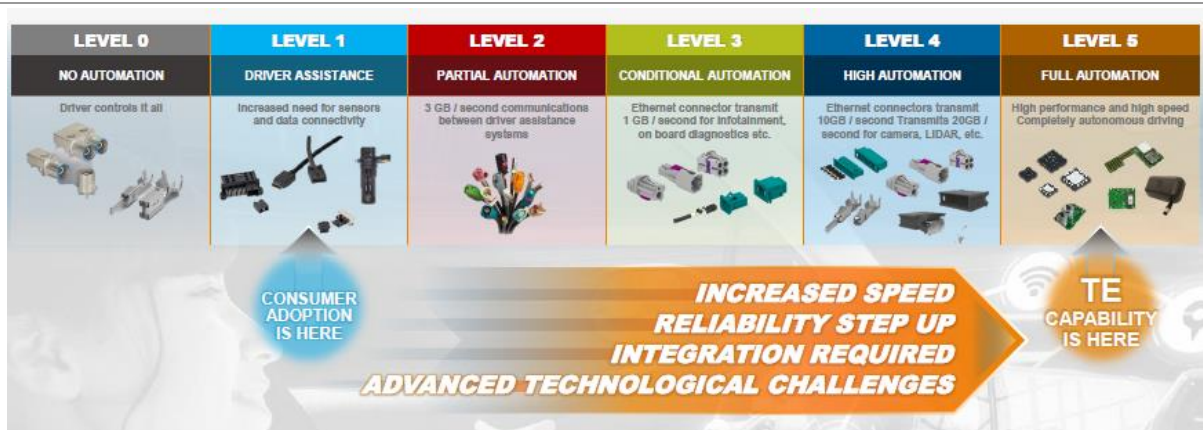 LEVEL 0
NO AUTOMATION
Driver controls it all
LEVEL 1
DRIVER ASSISTANCE
Increased need for sensors
and data connectivity
LEVEL 2
PARTIAL AUTOMATION
3 GB / second communications
between driver assistance
systems
LEVEL 3
CONDITIONAL AUTOMATION
Ethernet connector transmit
1 GB / second for infotainment,
on board diagnostics etc.
LEVEL 4
HIGH AUTOMATION
Ethernet connectors transmit
10GB / second Transmits 20GB /
second for camera, LIDAR, etc.
LEVEL 5
FULL AUTOMATION
High performance and high speed
Completely autonomous driving
CONSUMER
ADOPTION
IS HERE
INCREASED SPEED
RELIABILITY STEP UP
INTEGRATION REQUIRED
ADVANCED TECHNOLOGICAL CHALLENGES
TE
CAPABILITY
IS HERE